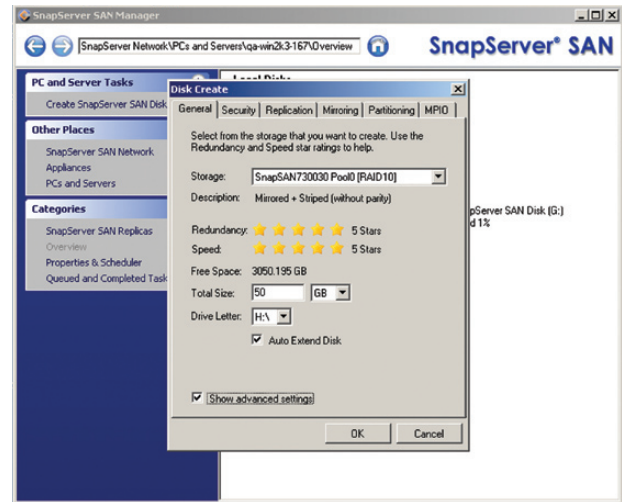 SnapServer SAN Manager
SnapServer Network\PCs and Servers\qa-win2k3-167\Overview
SnapServer® SAN
PC and Server Tasks
Create SnapServer SAN Disk
Other Places
SnapServer SAN Network
Appliances
PCs and Servers
Categories
SnapServer SAN Replicas
Overview
Properties & Scheduler
Queued and Completed Task
Local Disks
pServer SAN Disk (G:)
d 1%
Disk Create
General Security Replication Mirroring Partitioning MPIO
Select from the storage that you want to create. Use the
Redundancy and Speed star ratings to help.
Storage: SnapSAN730030 Pool0 [RAID10]
Description: Mirrored + Striped (without parity)
Redundancy: 5 Stars
Speed: 5 Stars
Free Space: 3050.195 GB
Total Size: 50 GB
Drive Letter: H:\
Auto Extend Disk
Show advanced settings
OK Cancel